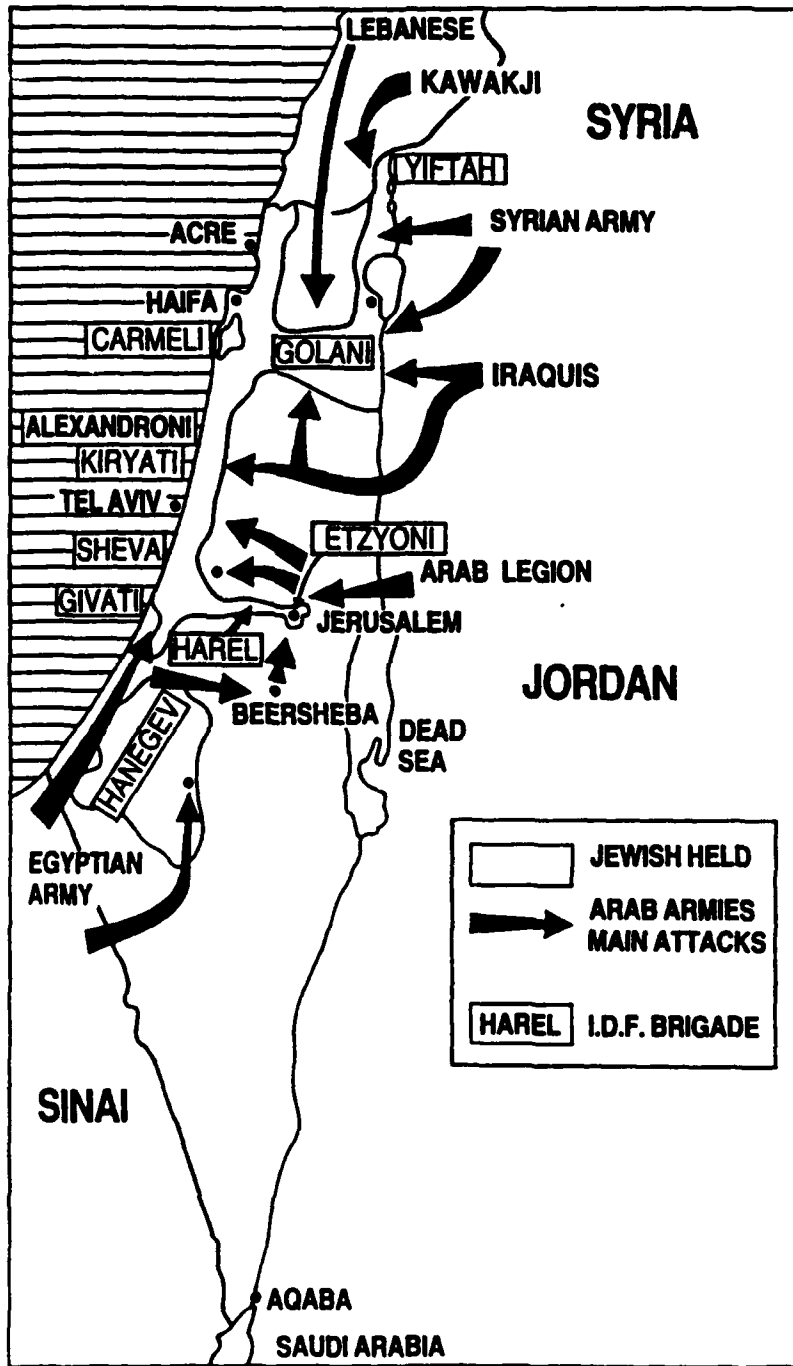 LEBANESE
KAWAKJI
SYRIA
YIFTAH
ACRE
SYRIAN ARMY
HAIFA
CARMELI
GOLANI
IRAQUIS
ALEXANDRONI
KIRYATI
TEL AVIV
ETZYONI
SHEVA
ARAB LEGION
GIVATI
JERUSALEM
HAREL
JORDAN
BEERSHEBA
HANEGEV
DEAD
SEA
EGYPTIAN
ARMY
JEWISH HELD
ARAB ARMIES
MAIN ATTACKS
HAREL I.D.F. BRIGADE
SINAI
AQABA
SAUDI ARABIA